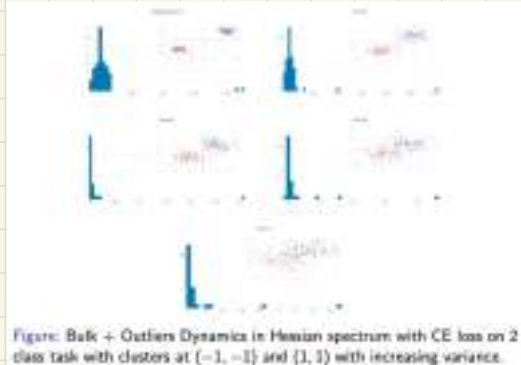 Figure: Bulk + Outliers Dynamics in Hessian spectrum with CE loss on 2
class task with clusters at {−1, −1} and {1, 1} with increasing variance.